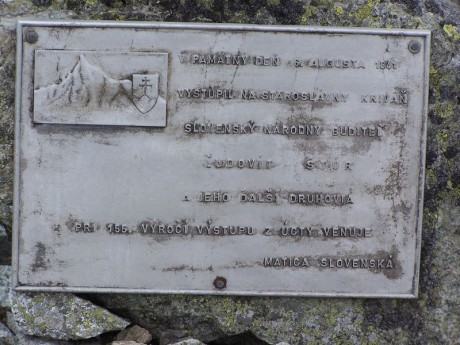 V PAMÄTNÝ DEŇ AUGUSTA 1841
VYSTÚPIL NA STAROSLÁVNY KRIVÁŇ
SLOVENSKÝ NÁRODNÝ BUDITEĽ
ĽUDOVÍT ŠTÚR
A JEHO ĎALŠÍ DRUHOVIA
PRI 155. VÝROČÍ VÝSTUPU Z ÚCTY VENUJE
MATICA SLOVENSKÁ